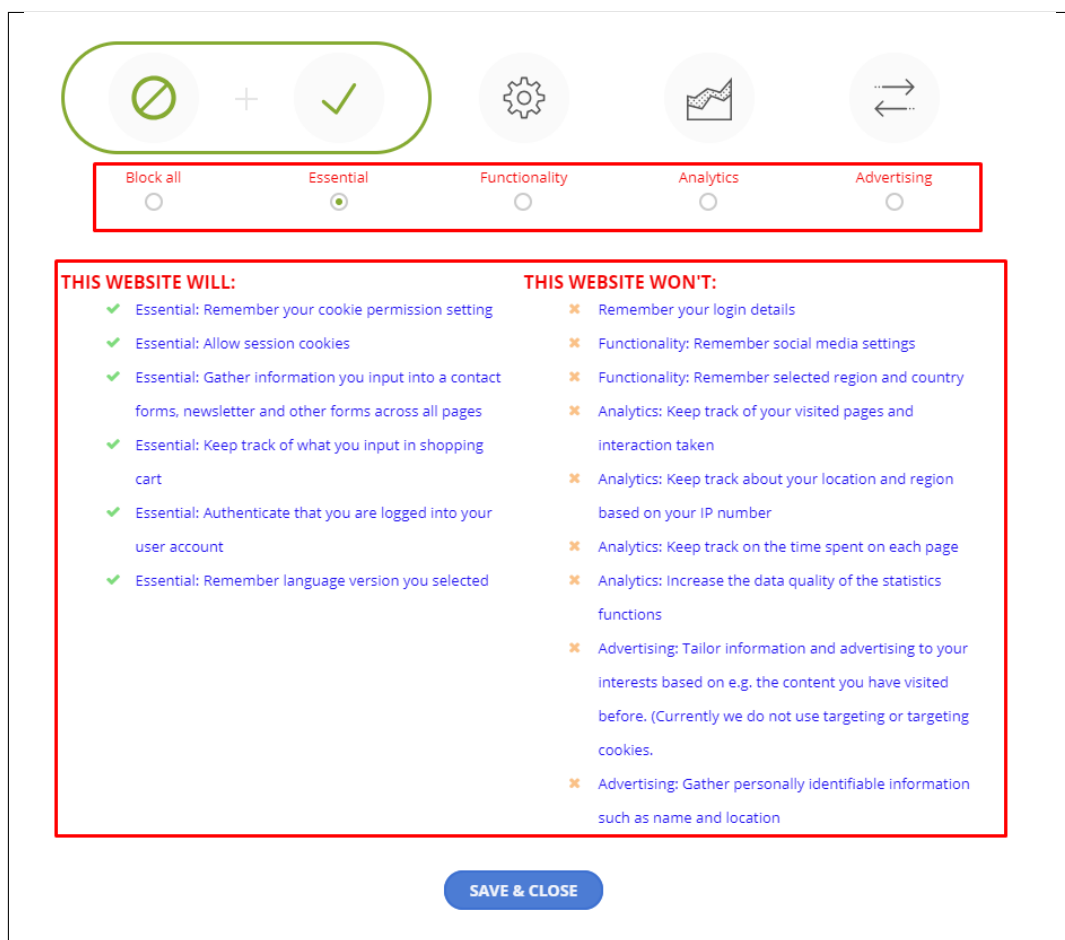 Block all
Essential
Functionality
Analytics
Advertising
THIS WEBSITE WILL:
Essential: Remember your cookie permission setting
Essential: Allow session cookies
Essential: Gather information you input into a contact
forms, newsletter and other forms across all pages
Essential: Keep track of what you input in shopping
cart
Essential: Authenticate that you are logged into your
user account
Essential: Remember language version you selected
THIS WEBSITE WON'T:
Remember your login details
Functionality: Remember social media settings
Functionality: Remember selected region and country
Analytics: Keep track of your visited pages and
interaction taken
Analytics: Keep track about your location and region
based on your IP number
Analytics: Keep track on the time spent on each page
Analytics: Increase the data quality of the statistics
functions
Advertising: Tailor information and advertising to your
interests based on e.g. the content you have visited
before. (Currently we do not use targeting or targeting
cookies.
Advertising: Gather personally identifiable information
such as name and location
SAVE & CLOSE